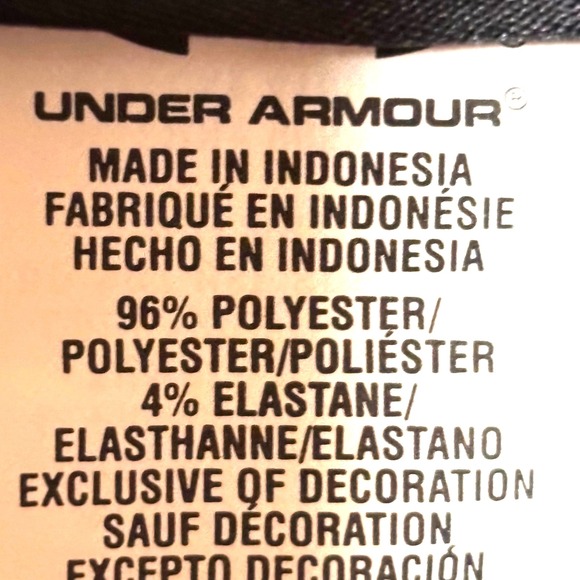 UNDER ARMOUR®
MADE IN INDONESIA
FABRIQUÉ EN INDONÉSIE
HECHO EN INDONESIA
96% POLYESTER/
POLYESTER/POLIÉSTER
4% ELASTANE/
ELASTHANNE/ELASTANO
EXCLUSIVE OF DECORATION
SAUF DÉCORATION
EXCEPTO DECORACIÓN